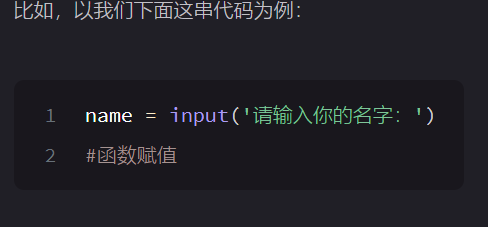 比如，以我们下面这串代码为例：
1 name = input('请输入你的名字：')
2 #函数赋值